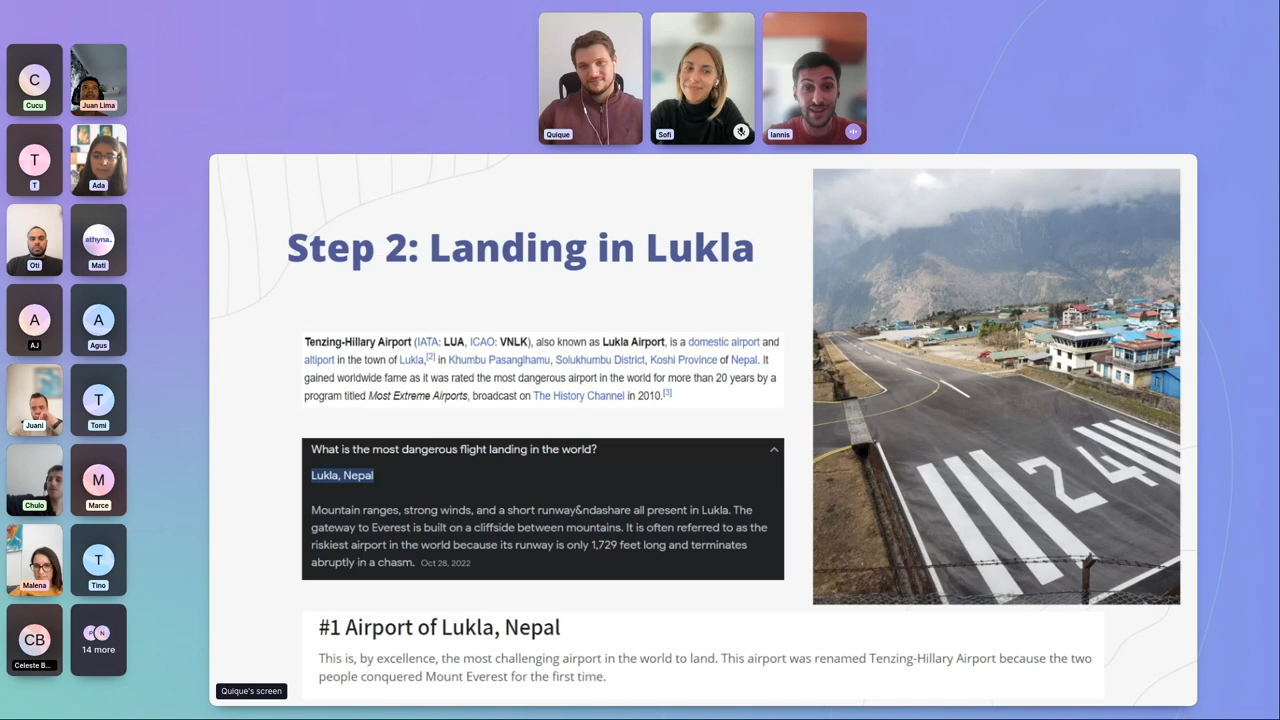 Quique
Sofi
Iannis
C
Cucu
Juan Lima
T
T
Ada
Oti
athyna.
Mati
A
AJ
A
Agus
Juani
T
Tomi
Chulo
M
Marce
Malena
T
Tino
CB
Celeste B...
P
N
14 more
Step 2: Landing in Lukla
Tenzing-Hillary Airport (IATA: LUA, ICAO: VNLK), also known as Lukla Airport, is a domestic airport and
altiport in the town of Lukla,[2] in Khumbu Pasanglhamu, Solukhumbu District, Koshi Province of Nepal. It
gained worldwide fame as it was rated the most dangerous airport in the world for more than 20 years by a
program titled Most Extreme Airports, broadcast on The History Channel in 2010.[3]
What is the most dangerous flight landing in the world?
Lukla, Nepal
Mountain ranges, strong winds, and a short runway&ndashare all present in Lukla. The
gateway to Everest is built on a cliffside between mountains. It is often referred to as the
riskiest airport in the world because its runway is only 1,729 feet long and terminates
abruptly in a chasm. Oct 28, 2022
24
#1 Airport of Lukla, Nepal
This is, by excellence, the most challenging airport in the world to land. This airport was renamed Tenzing-Hillary Airport because the two
people conquered Mount Everest for the first time.
Quique's screen